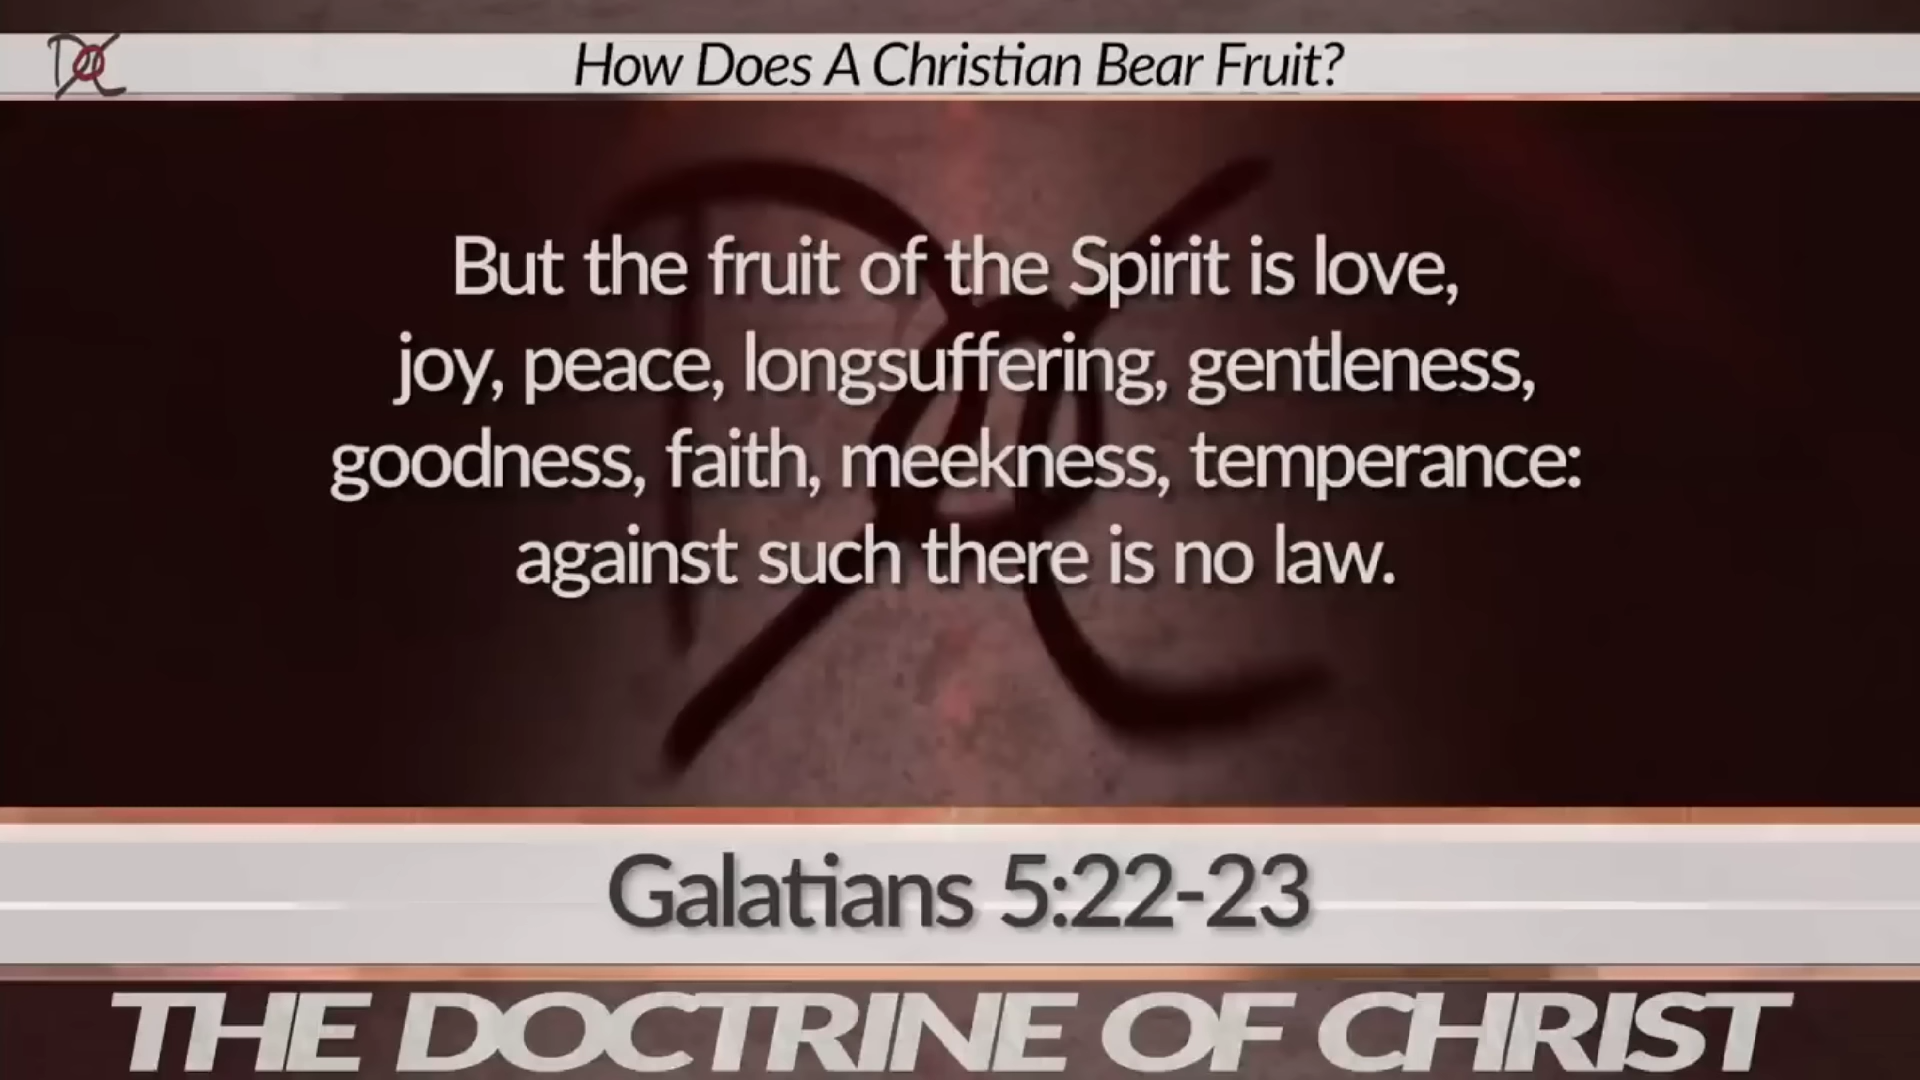 How Does A Christian Bear Fruit?
But the fruit of the Spirit is love,
joy, peace, longsuffering, gentleness,
goodness, faith, meekness, temperance:
against such there is no law.
Galatians 5:22-23
THE DOCTRINE OF CHRIST